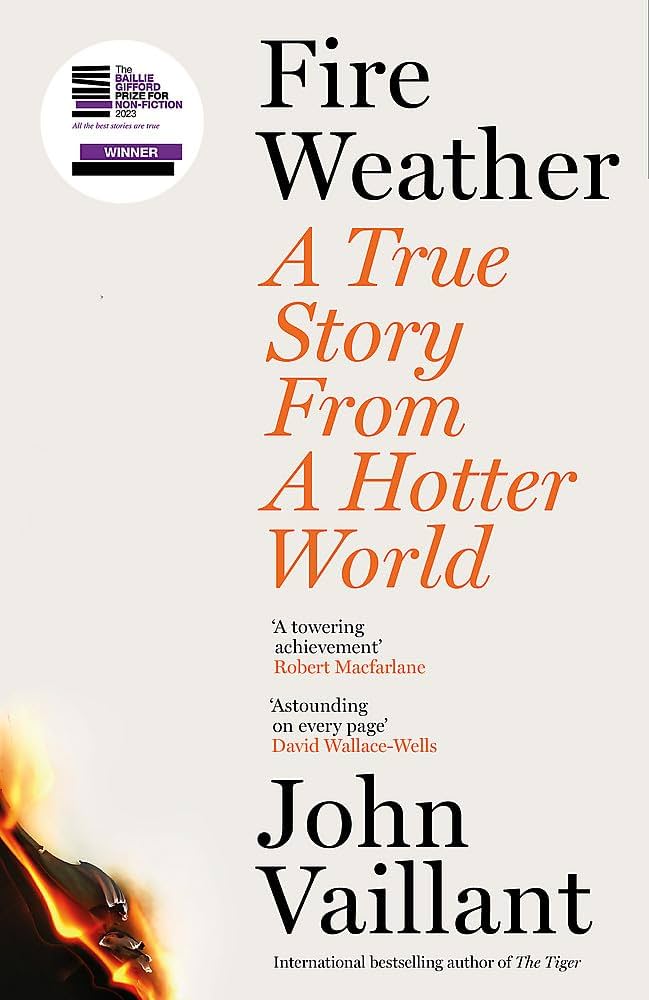 The
BAILLIE
GIFFORD
PRIZE FOR
NON-FICTION
2023
All the best stories are true
WINNER
Fire
Weather
A True
Story
From
A Hotter
World
‘A towering
achievement’
Robert Macfarlane
‘Astounding
on every page’
David Wallace-Wells
John
Vaillant
International bestselling author of The Tiger